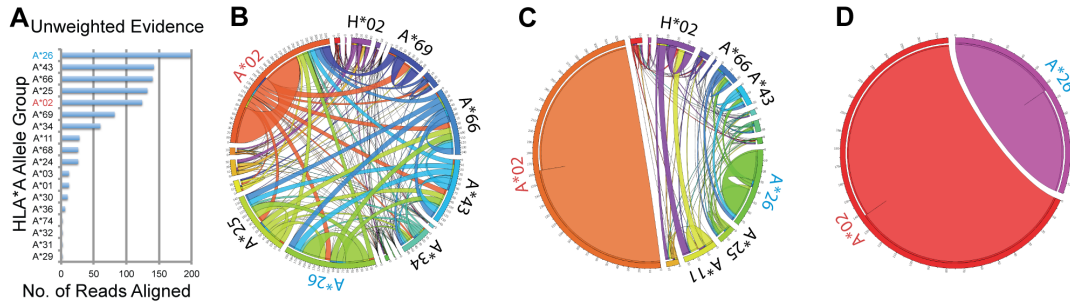 A
Unweighted Evidence
HLA*A Allele Group
A*26
A*43
A*66
A*25
A*02
A*69
A*34
A*11
A*68
A*24
A*03
A*01
A*30
A*36
A*74
A*32
A*31
A*29
0 50 100 150 200
No. of Reads Aligned
B
A*02
H*02
A*69
A*66
A*43
A*34
A*26
A*25
C
A*02
H*02
A*66
A*43
A*26
A*25
A*11
D
A*26
A*02